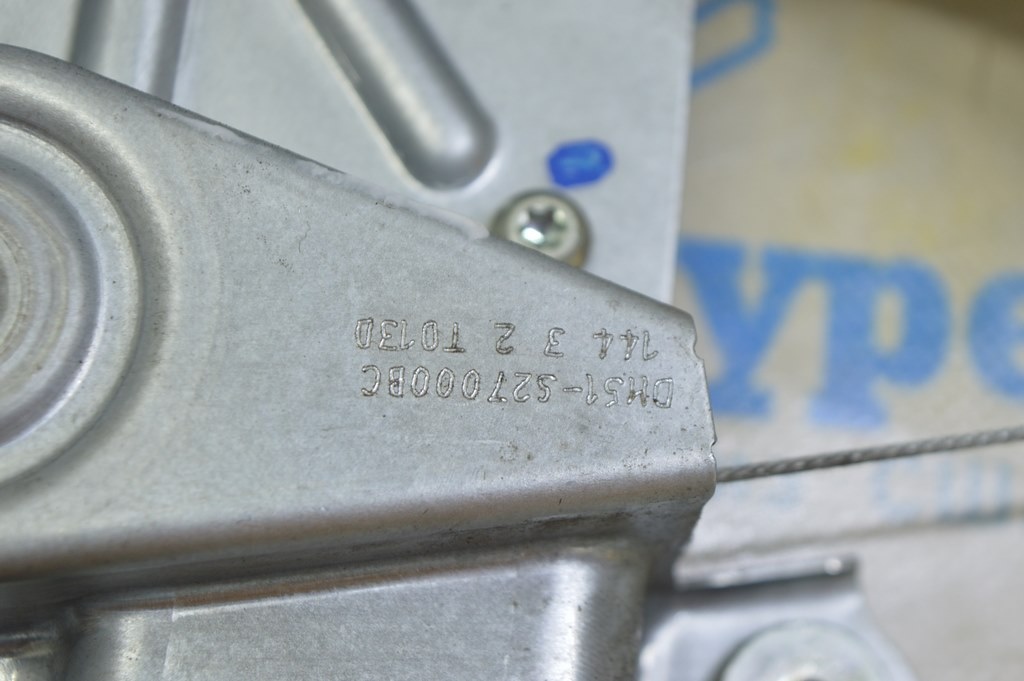 DM51-S27000BC
144 3 2 T013D
ype